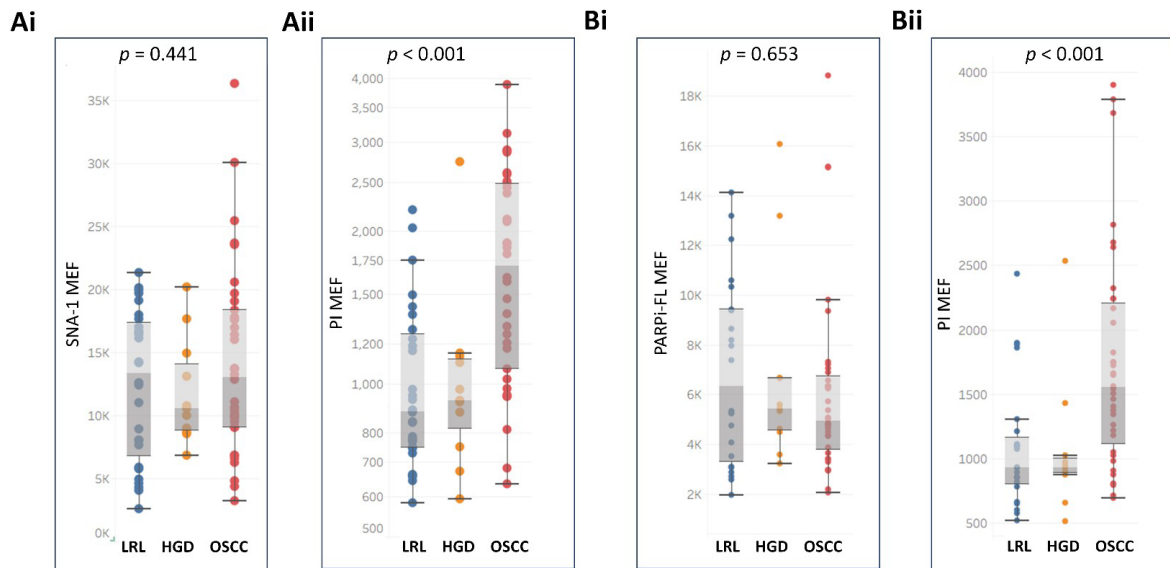 Ai
p = 0.441
SNA-1 MEF
35K
30K
25K
20K
15K
10K
5K
0K
LRL HGD OSCC
Aii
p < 0.001
PI MEF
4,000
3,500
3,000
2,500
2,000
1,750
1,500
1,200
1,000
800
700
600
500
LRL HGD OSCC
Bi
p = 0.653
PARPi-FL MEF
18K
16K
14K
12K
10K
8K
6K
4K
2K
LRL HGD OSCC
Bii
p < 0.001
PI MEF
4000
3500
3000
2500
2000
1500
1000
500
LRL HGD OSCC